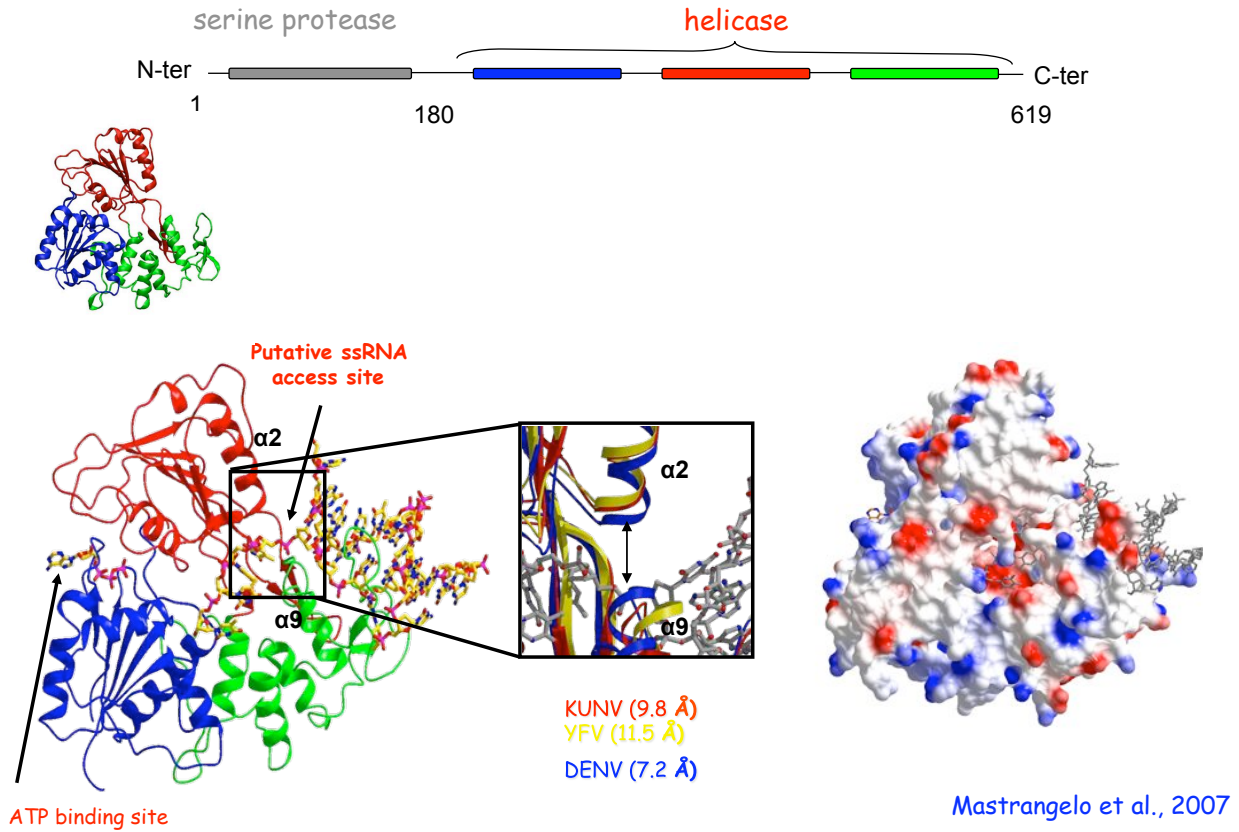 serine protease
helicase
N-ter
C-ter
1
180
619
Putative ssRNA
access site
α2
α9
α2
α9
KUNV (9.8 Å)
YFV (11.5 Å)
DENV (7.2 Å)
ATP binding site
Mastrangelo et al., 2007